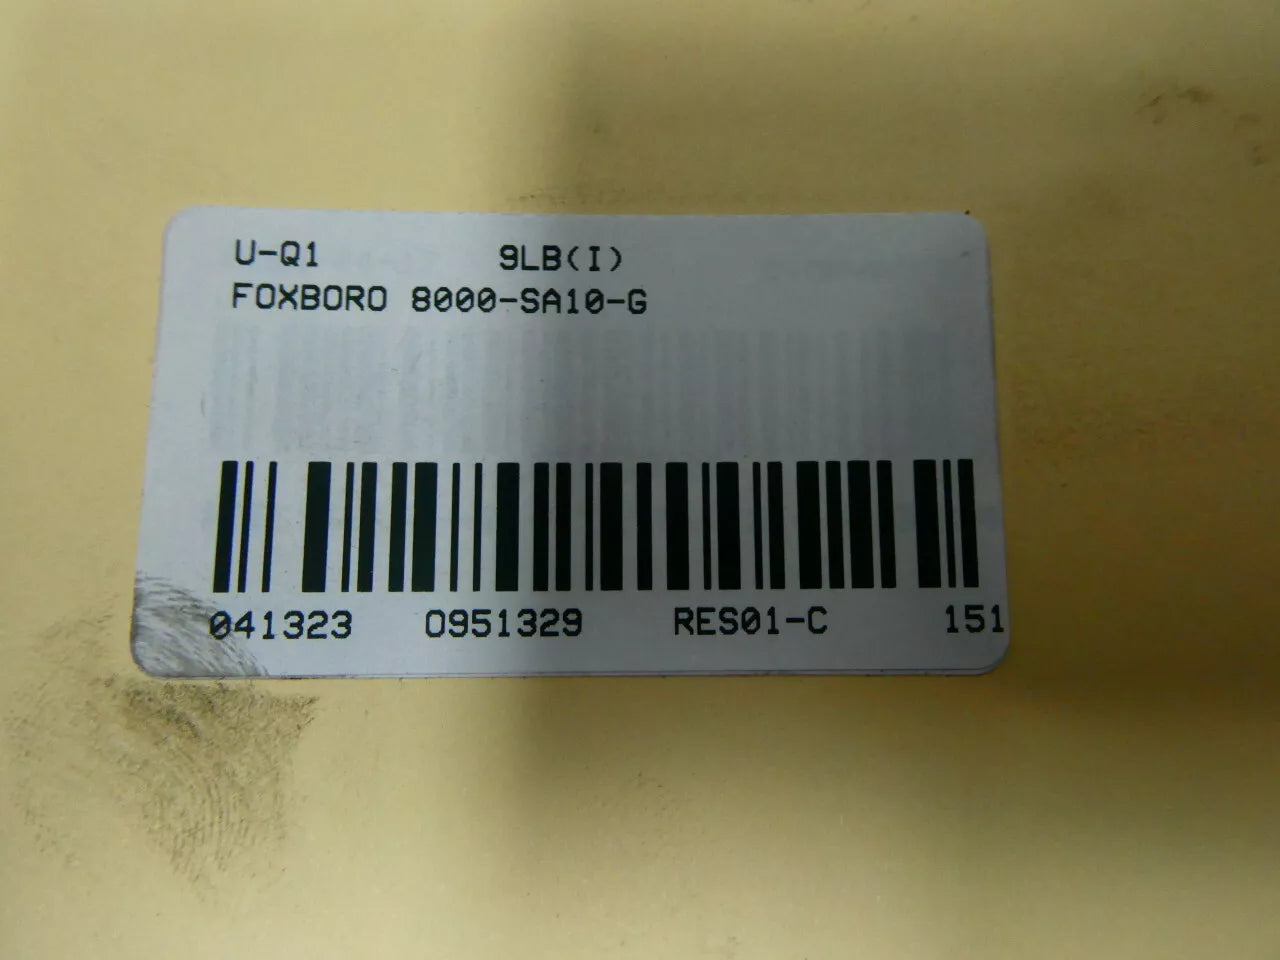 U-Q1 9LB(I)
FOXBORO 8000-SA10-G
041323 0951329 RES01-C 151